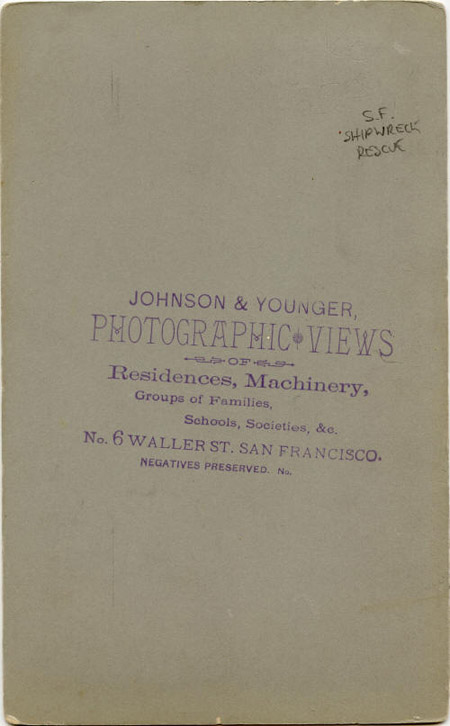 S.F.
'SHIPWRECK
RESCUE
JOHNSON & YOUNGER,
PHOTOGRAPHIC VIEWS
OF
Residences, Machinery,
Groups of Families,
Schools, Societies, &c.
No. 6 WALLER ST. SAN FRANCISCO.
NEGATIVES PRESERVED. No.